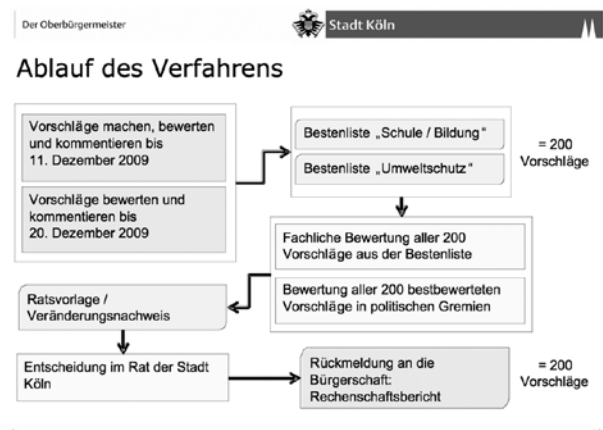 Der Oberbürgermeister
Stadt Köln
Ablauf des Verfahrens
Vorschläge machen, bewerten
und kommentieren bis
11. Dezember 2009
Vorschläge bewerten und
kommentieren bis
20. Dezember 2009
Bestenliste „Schule / Bildung“
Bestenliste „Umweltschutz“
= 200
Vorschläge
Fachliche Bewertung aller 200
Vorschläge aus der Bestenliste
Bewertung aller 200 bestbewerteten
Vorschläge in politischen Gremien
Ratsvorlage /
Veränderungsnachweis
Entscheidung im Rat der Stadt
Köln
Rückmeldung an die
Bürgerschaft:
Rechenschaftsbericht
= 200
Vorschläge